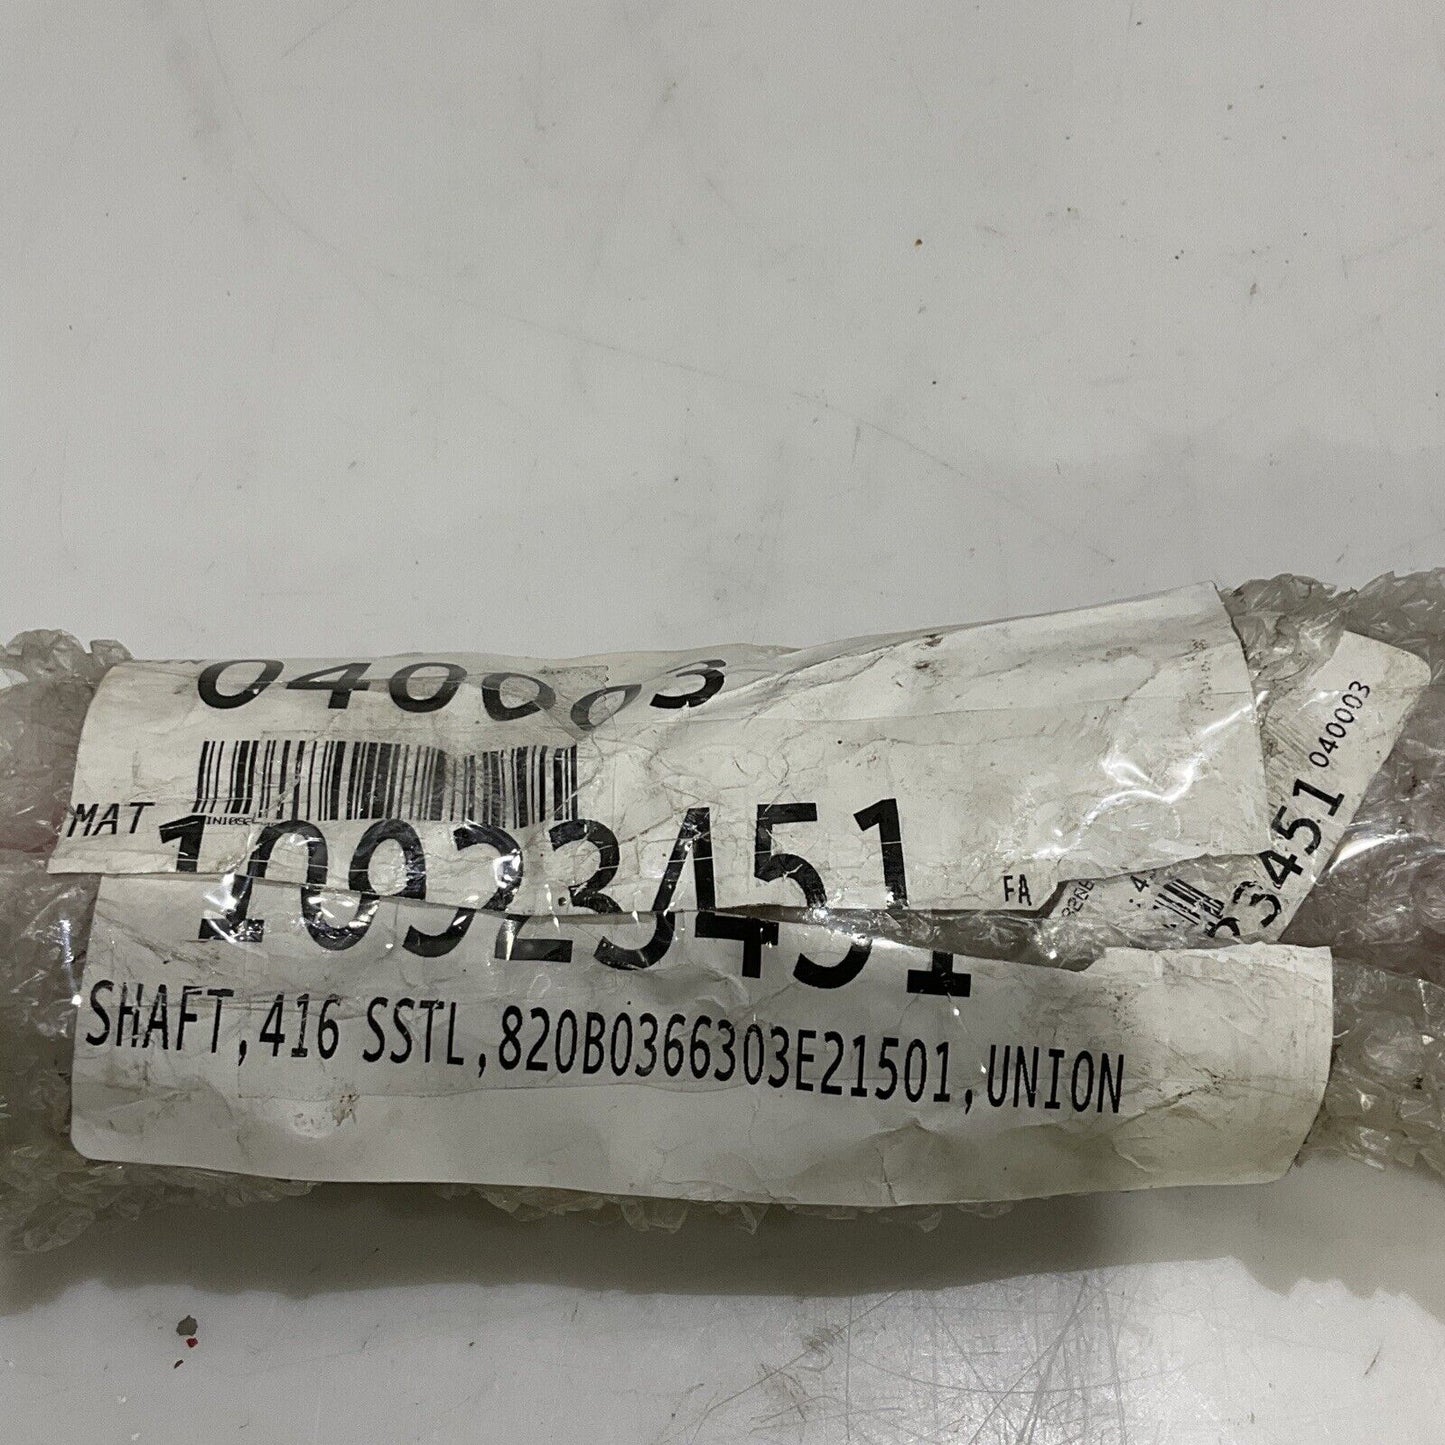 040003
MAT 10923451
FA
SHAFT,416 SSTL,820B0366303E21501,UNION
3451 040003